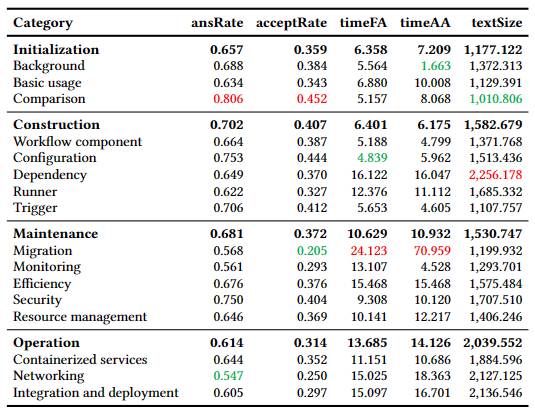 Category ansRate acceptRate timeFA timeAA textSize
Initialization 0.657 0.359 6.358 7.209 1,177.122
Background 0.688 0.384 5.564 1.663 1,372.313
Basic usage 0.634 0.343 6.880 10.008 1,129.391
Comparison 0.806 0.452 5.157 8.068 1,010.806
Construction 0.702 0.407 6.401 6.175 1,582.679
Workflow component 0.664 0.387 5.188 4.799 1,371.768
Configuration 0.753 0.444 4.839 5.962 1,513.436
Dependency 0.649 0.370 16.122 16.047 2,256.178
Runner 0.622 0.327 12.376 11.112 1,685.332
Trigger 0.706 0.412 5.653 4.605 1,107.757
Maintenance 0.681 0.372 10.629 10.932 1,530.747
Migration 0.568 0.205 24.123 70.959 1,199.932
Monitoring 0.561 0.293 13.107 4.528 1,293.701
Efficiency 0.676 0.376 15.468 15.468 1,575.484
Security 0.750 0.404 9.308 10.120 1,707.510
Resource management 0.646 0.369 10.141 12.217 1,406.246
Operation 0.614 0.314 13.685 14.126 2,039.552
Containerized services 0.644 0.352 11.151 10.686 1,884.596
Networking 0.547 0.250 15.025 18.363 2,127.125
Integration and deployment 0.605 0.297 15.097 16.701 2,136.546